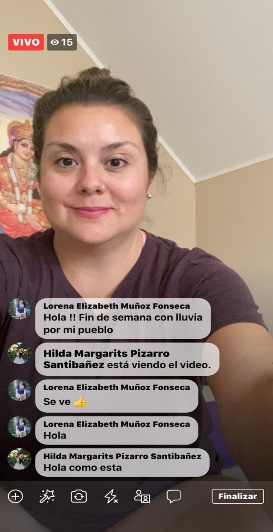 VIVO 15
Lorena Elizabeth Muñoz Fonseca
Hola !! Fin de semana con lluvia
por mi pueblo
Hilda Margarits Pizarro
Santibañez está viendo el video.
Lorena Elizabeth Muñoz Fonseca
Se ve 👍
Lorena Elizabeth Muñoz Fonseca
Hola
Hilda Margarits Pizarro Santibañez
Hola como esta
Finalizar